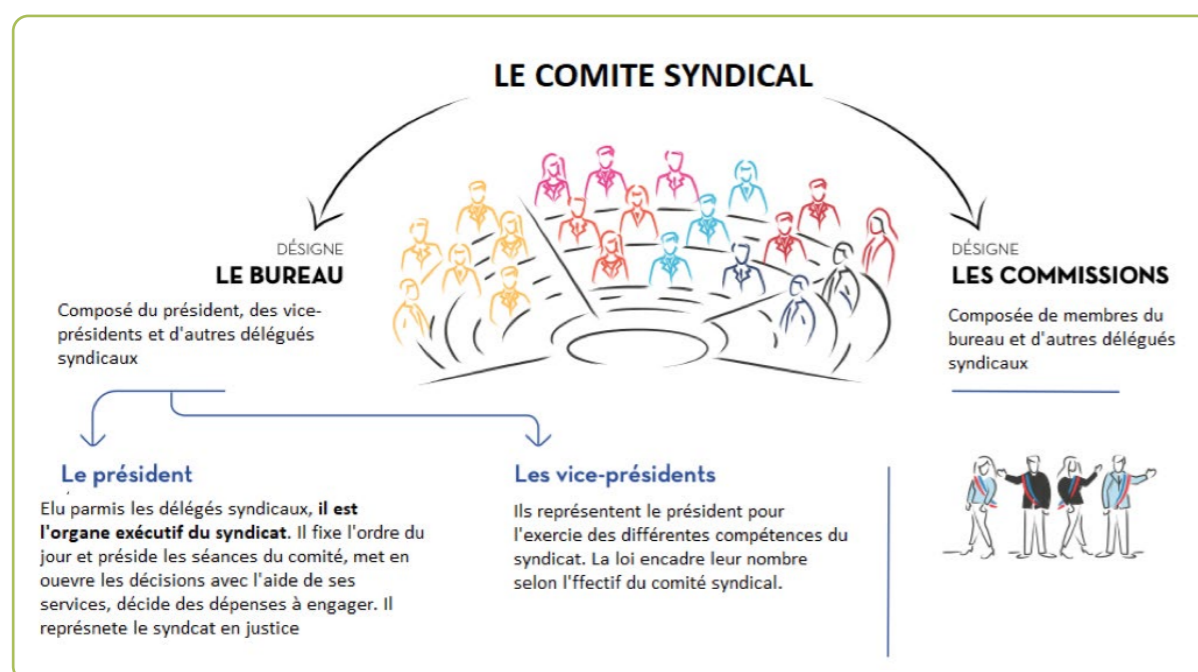 LE COMITE SYNDICAL
DÉSIGNE
LE BUREAU
Composé du président, des vice-
présidents et d'autres délégués
syndicaux
DÉSIGNE
LES COMMISSIONS
Composée de membres du
bureau et d'autres délégués
syndicaux
Le président
Elu parmis les délégés syndicaux, il est
l'organe exécutif du syndicat. Il fixe l'ordre du
jour et préside les séances du comité, met en
ouevre les décisions avec l'aide de ses
services, décide des dépenses à engager. Il
représnete le syndcat en justice
Les vice-présidents
Ils représentent le président pour
l'exercie des différentes compétences du
syndicat. La loi encadre leur nombre
selon l'ffectif du comité syndical.